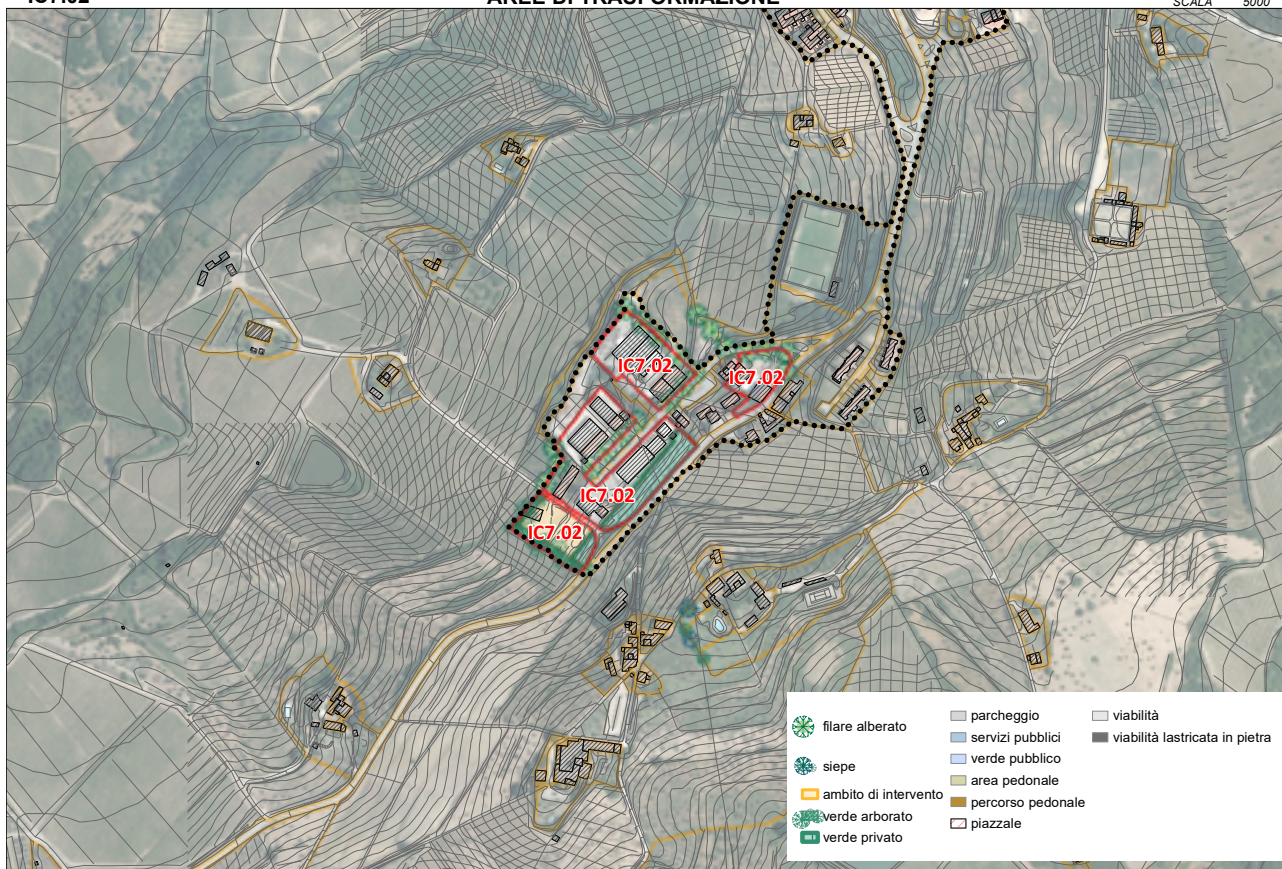 IC7.02 AREE DI TRASFORMAZIONE SCALA 5000
IC7.02
IC7.02
IC7.02
IC7.02
filare alberato
siepe
ambito di intervento
verde arborato
verde privato
parcheggio
servizi pubblici
verde pubblico
area pedonale
percorso pedonale
piazzale
viabilità
viabilità lastricata in pietra